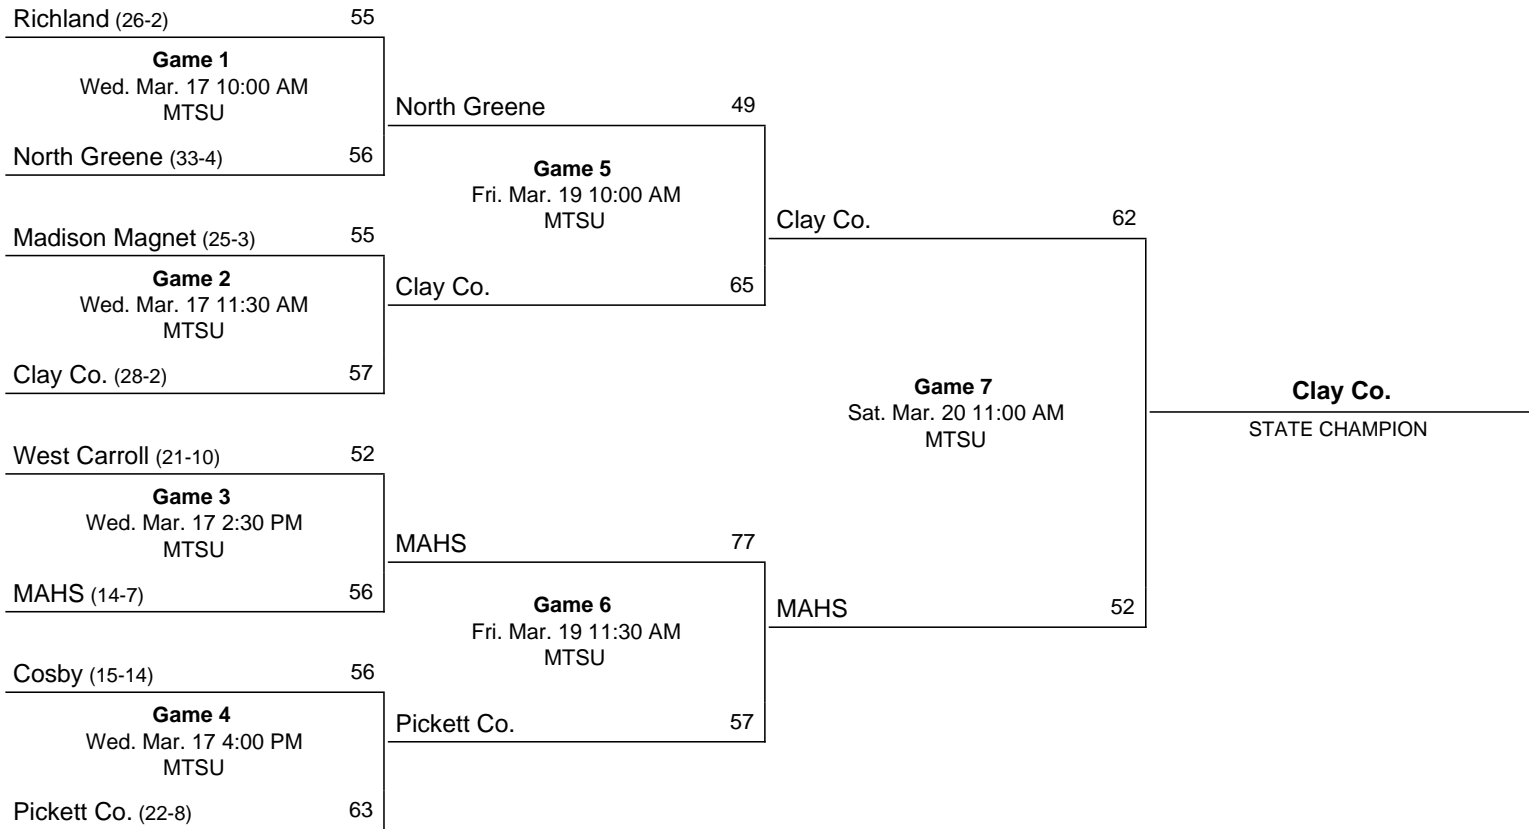 Richland (26-2) 55
Game 1
Wed. Mar. 17 10:00 AM
MTSU
North Greene (33-4) 56
Madison Magnet (25-3) 55
Game 2
Wed. Mar. 17 11:30 AM
MTSU
Clay Co. (28-2) 57
West Carroll (21-10) 52
Game 3
Wed. Mar. 17 2:30 PM
MTSU
MAHS (14-7) 56
Cosby (15-14) 56
Game 4
Wed. Mar. 17 4:00 PM
MTSU
Pickett Co. (22-8) 63
North Greene 49
Game 5
Fri. Mar. 19 10:00 AM
MTSU
Clay Co. 65
MAHS 77
Game 6
Fri. Mar. 19 11:30 AM
MTSU
Pickett Co. 57
Clay Co. 62
Game 7
Sat. Mar. 20 11:00 AM
MTSU
MAHS 52
Clay Co.
STATE CHAMPION